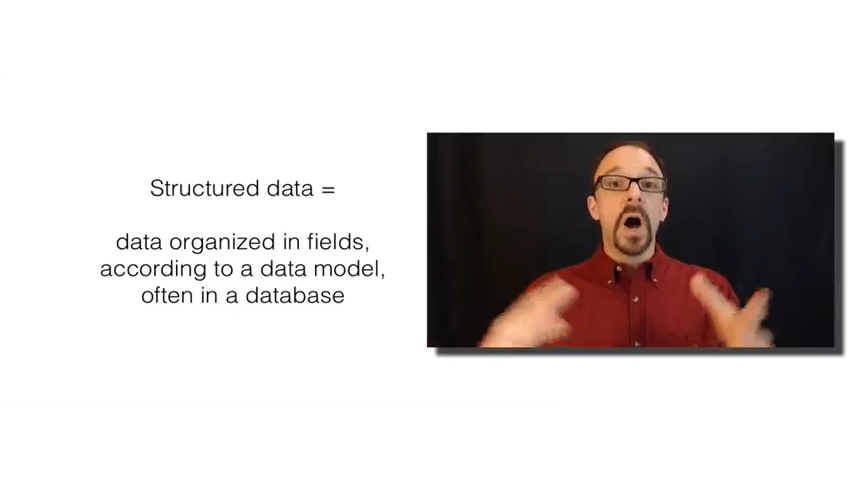 Structured data =
data organized in fields,
according to a data model,
often in a database